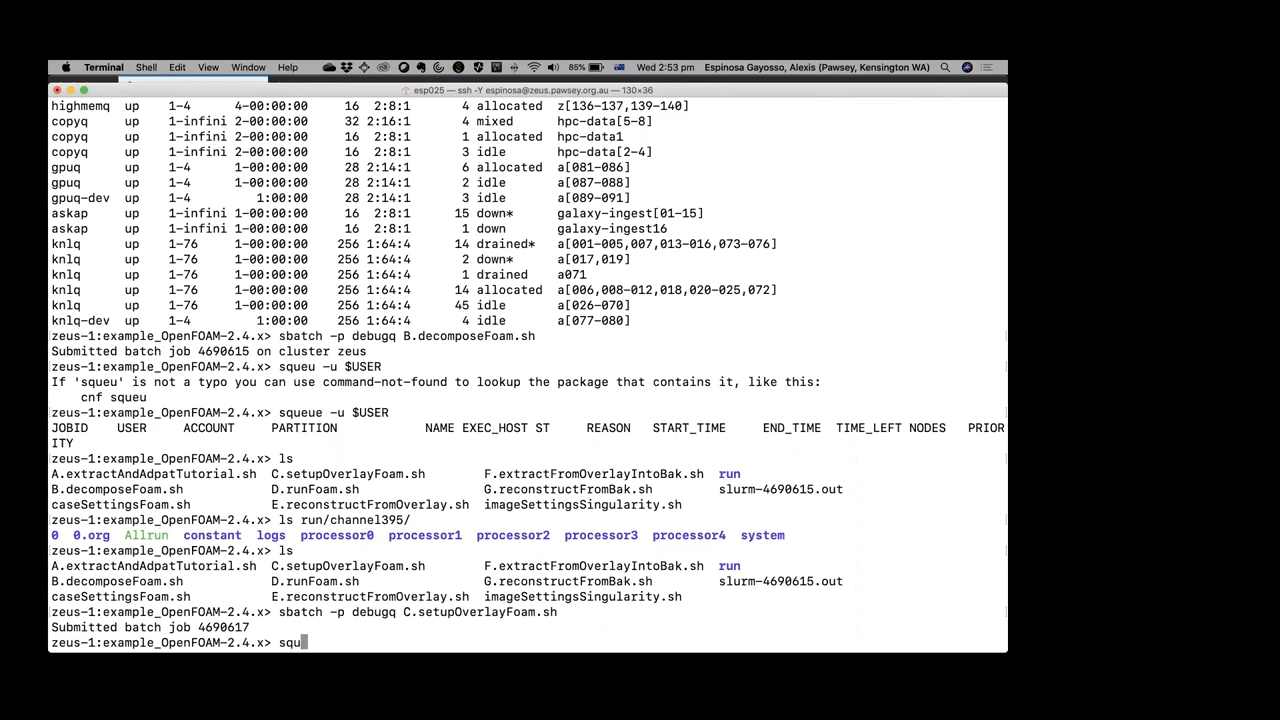 Terminal Shell Edit View Window Help 85% Wed 2:53 pm Espinosa Gayosso, Alexis (Pawsey, Kensington WA)
esp025 — ssh -Y espinosa@zeus.pawsey.org.au — 130×36
highmemq up 1-4 4-00:00:00 16 2:8:1 4 allocated z[136-137,139-140]
copyq up 1-infini 2-00:00:00 32 2:16:1 4 mixed hpc-data[5-8]
copyq up 1-infini 2-00:00:00 16 2:8:1 1 allocated hpc-data1
copyq up 1-infini 2-00:00:00 16 2:8:1 3 idle hpc-data[2-4]
gpuq up 1-4 1-00:00:00 28 2:14:1 6 allocated a[081-086]
gpuq up 1-4 1-00:00:00 28 2:14:1 2 idle a[087-088]
gpuq-dev up 1-4 1:00:00 28 2:14:1 3 idle a[089-091]
askap up 1-infini 1-00:00:00 16 2:8:1 15 down* galaxy-ingest[01-15]
askap up 1-infini 1-00:00:00 16 2:8:1 1 down galaxy-ingest16
knlq up 1-76 1-00:00:00 256 1:64:4 14 drained* a[001-005,007,013-016,073-076]
knlq up 1-76 1-00:00:00 256 1:64:4 2 down* a[017,019]
knlq up 1-76 1-00:00:00 256 1:64:4 1 drained a071
knlq up 1-76 1-00:00:00 256 1:64:4 14 allocated a[006,008-012,018,020-025,072]
knlq up 1-76 1-00:00:00 256 1:64:4 45 idle a[026-070]
knlq-dev up 1-4 1:00:00 256 1:64:4 4 idle a[077-080]
zeus-1:example_OpenFOAM-2.4.x> sbatch -p debugq B.decomposeFoam.sh
Submitted batch job 4690615 on cluster zeus
zeus-1:example_OpenFOAM-2.4.x> squeu -u $USER
If 'squeu' is not a typo you can use command-not-found to lookup the package that contains it, like this:
cnf squeu
zeus-1:example_OpenFOAM-2.4.x> squeue -u $USER
JOBID USER ACCOUNT PARTITION NAME EXEC_HOST ST REASON START_TIME END_TIME TIME_LEFT NODES PRIOR
ITY
zeus-1:example_OpenFOAM-2.4.x> ls
A.extractAndAdpatTutorial.sh C.setupOverlayFoam.sh F.extractFromOverlayIntoBak.sh run
B.decomposeFoam.sh D.runFoam.sh G.reconstructFromBak.sh slurm-4690615.out
caseSettingsFoam.sh E.reconstructFromOverlay.sh imageSettingsSingularity.sh
zeus-1:example_OpenFOAM-2.4.x> ls run/channel395/
0 0.org Allrun constant logs processor0 processor1 processor2 processor3 processor4 system
zeus-1:example_OpenFOAM-2.4.x> ls
A.extractAndAdpatTutorial.sh C.setupOverlayFoam.sh F.extractFromOverlayIntoBak.sh run
B.decomposeFoam.sh D.runFoam.sh G.reconstructFromBak.sh slurm-4690615.out
caseSettingsFoam.sh E.reconstructFromOverlay.sh imageSettingsSingularity.sh
zeus-1:example_OpenFOAM-2.4.x> sbatch -p debugq C.setupOverlayFoam.sh
Submitted batch job 4690617
zeus-1:example_OpenFOAM-2.4.x> squ